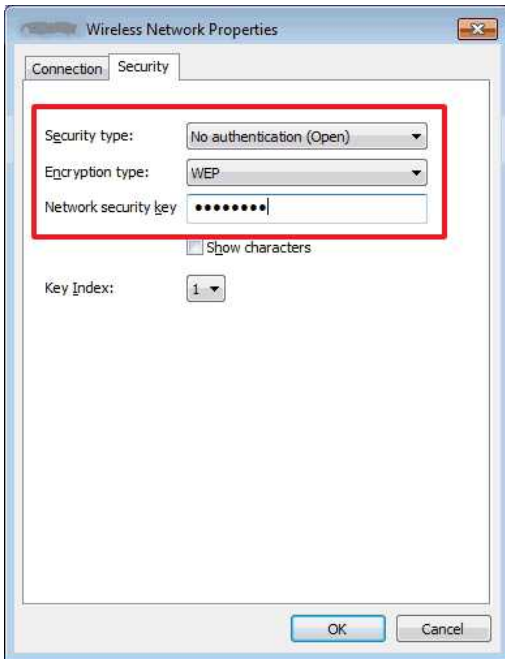 Wireless Network Properties
Connection Security
Security type: No authentication (Open)
Encryption type: WEP
Network security key ••••••••
Show characters
Key Index: 1
OK Cancel